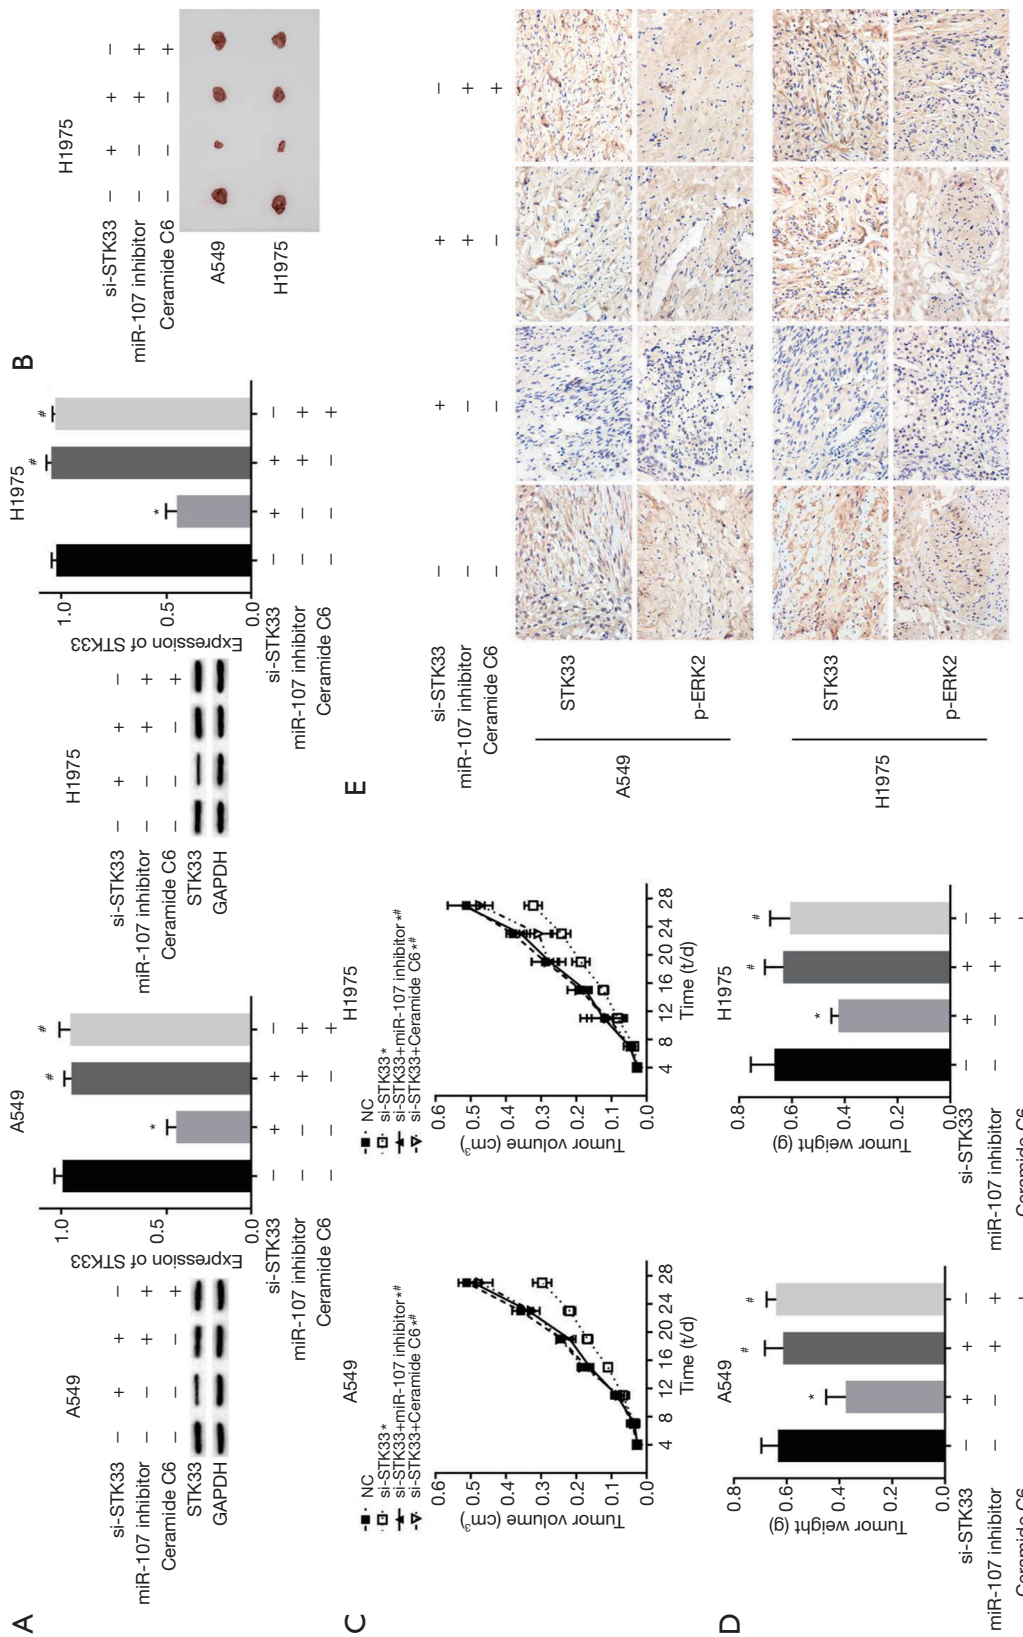 A
A549
si-STK33 – + + –
miR-107 inhibitor – – + +
Ceramide C6 – – – +
STK33
GAPDH
A549
Expression of STK33
1.0
0.5
0.0
* # #
si-STK33 – + + –
miR-107 inhibitor – – + +
Ceramide C6 – – – +
H1975
si-STK33 – + + –
miR-107 inhibitor – – + +
Ceramide C6 – – – +
STK33
GAPDH
H1975
Expression of STK33
1.0
0.5
0.0
* # #
si-STK33 – + + –
miR-107 inhibitor – – + +
Ceramide C6 – – – +
B
H1975
si-STK33 – + + –
miR-107 inhibitor – – + +
Ceramide C6 – – – +
A549
H1975
C
A549
NC
si-STK33*
si-STK33+miR-107 inhibitor*#
si-STK33+Ceramide C6*#
Tumor volume (cm3)
0.6
0.5
0.4
0.3
0.2
0.1
0.0
4 8 12 16 20 24 28
Time (t/d)
H1975
NC
si-STK33*
si-STK33+miR-107 inhibitor*#
si-STK33+Ceramide C6*#
Tumor volume (cm3)
0.6
0.5
0.4
0.3
0.2
0.1
0.0
4 8 12 16 20 24 28
Time (t/d)
D
A549
Tumor weight (g)
0.8
0.6
0.4
0.2
0.0
* # #
si-STK33 – + + –
miR-107 inhibitor – – + +
Ceramide C6
H1975
Tumor weight (g)
0.8
0.6
0.4
0.2
0.0
* # #
si-STK33 – + + –
miR-107 inhibitor – – + +
Ceramide C6
E
si-STK33 – + + –
miR-107 inhibitor – – + +
Ceramide C6 – – – +
A549
STK33
p-ERK2
H1975
STK33
p-ERK2